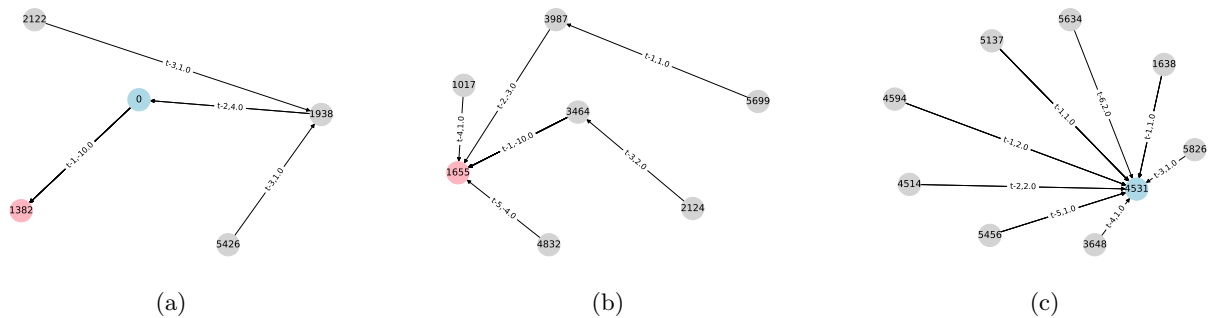 2122
t-3,1.0
0
t-2,4.0
1938
t-1,-10.0
t-3,1.0
1382
5426
(a)
3987
t-1,1.0
1017
t-2,-3.0
5699
3464
t-4,1.0
t-1,-10.0
t-3,2.0
1655
t-5,-4.0
2124
4832
(b)
5634
5137
1638
4594
t-6,2.0
t-1,1.0
t-1,1.0
t-1,2.0
5826
t-3,1.0
4514
t-2,2.0
4531
t-5,1.0
t-4,1.0
5456
3648
(c)